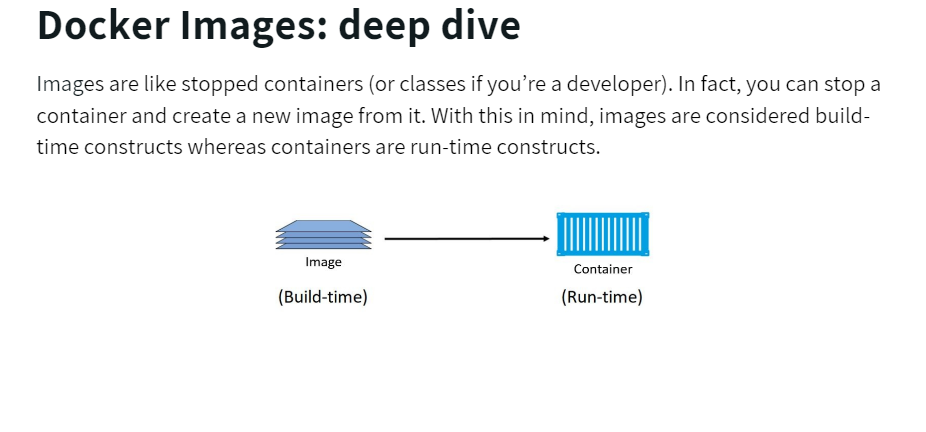 Docker Images: deep dive
Images are like stopped containers (or classes if you’re a developer). In fact, you can stop a
container and create a new image from it. With this in mind, images are considered build-
time constructs whereas containers are run-time constructs.
Image
Container
(Build-time)
(Run-time)